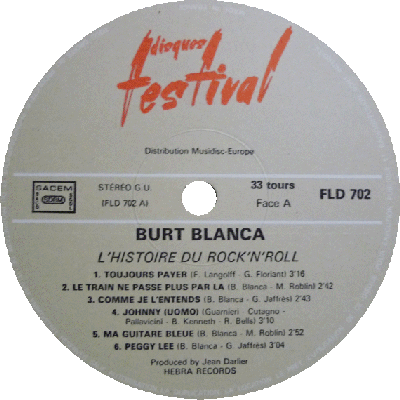 disques
festival
Distribution Musidisc-Europe
SACEM
STÉRÉO G.U.
(FLD 702 A)
33 tours
Face A
FLD 702
BURT BLANCA
L'HISTOIRE DU ROCK'N'ROLL
1. TOUJOURS PAYER (F. Langolff - G. Floriant) 3'16
2. LE TRAIN NE PASSE PLUS PAR LA (B. Blanca - M. Roblin) 2'42
3. COMME JE L'ENTENDS (B. Blanca - G. Jaffrès) 2'43
4. JOHNNY (UOMO) (Guarnieri - Cutagno -
Pallavicini - B. Kenneth - R. Bells) 3'10
5. MA GUITARE BLEUE (B. Blanca - M. Roblin) 2'52
6. PEGGY LEE (B. Blanca - G. Jaffrès) 3'04
Produced by Jean Darlier
HEBRA RECORDS